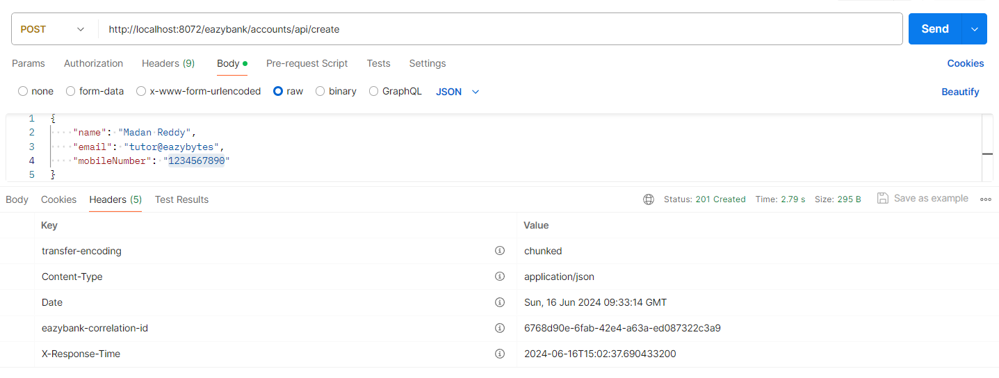 POST http://localhost:8072/eazybank/accounts/api/create Send
Params Authorization Headers (9) Body Pre-request Script Tests Settings Cookies
none form-data x-www-form-urlencoded raw binary GraphQL JSON Beautify
1 {
2 "name": "Madan Reddy",
3 "email": "tutor@eazybytes",
4 "mobileNumber": "1234567890"
5 }
Body Cookies Headers (5) Test Results Status: 201 Created Time: 2.79 s Size: 295 B Save as example
Key Value
transfer-encoding chunked
Content-Type application/json
Date Sun, 16 Jun 2024 09:33:14 GMT
eazybank-correlation-id 6768d90e-6fab-42e4-a63a-ed087322c3a9
X-Response-Time 2024-06-16T15:02:37.690433200